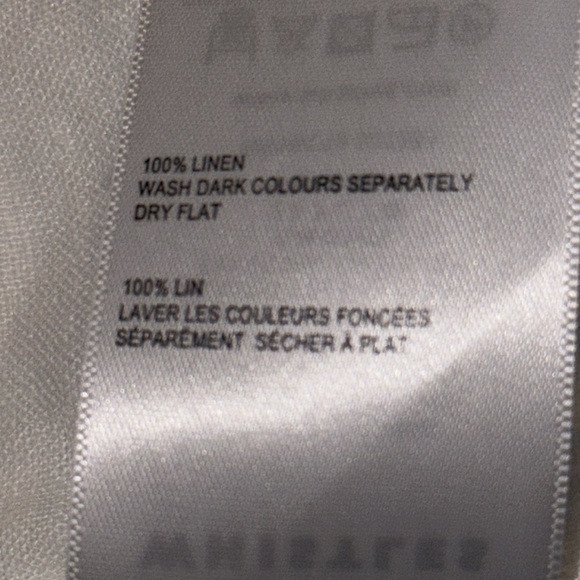 100% LINEN
WASH DARK COLOURS SEPARATELY
DRY FLAT
100% LIN
LAVER LES COULEURS FONCÉES
SÉPARÉMENT SÉCHER À PLAT